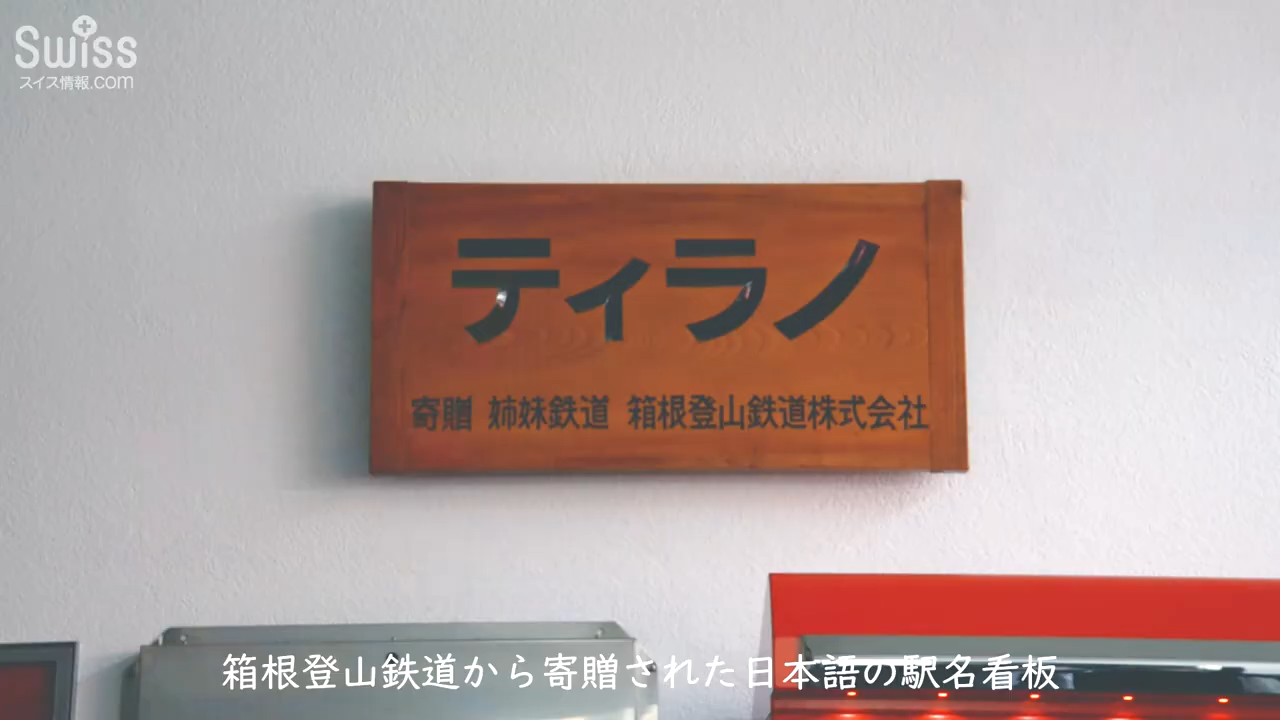 Swiss
スイス情報.com
ティラノ
寄贈 姉妹鉄道 箱根登山鉄道株式会社
箱根登山鉄道から寄贈された日本語の駅名看板